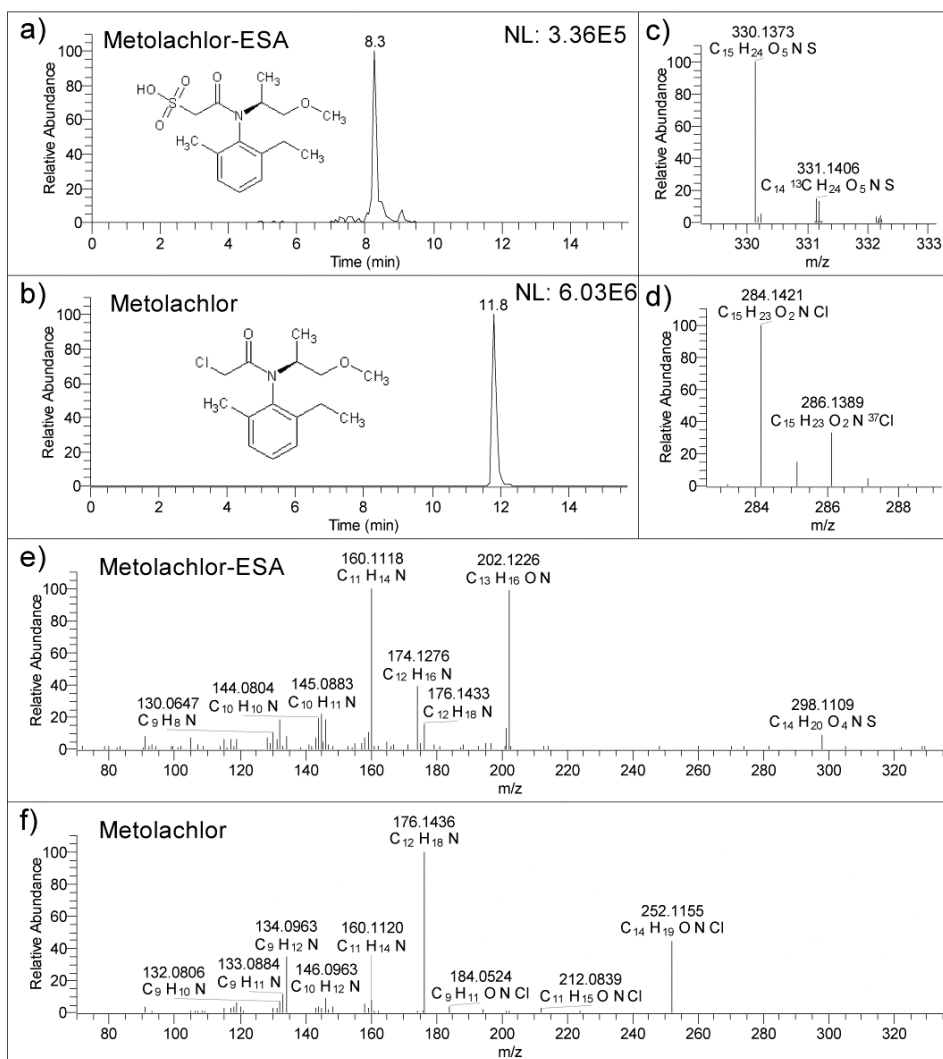 a)
Metolachlor-ESA
NL: 3.36E5
8.3
Relative Abundance
100
80
60
40
20
0
HO
S
O
O
O
N
CH₃
O
CH₃
H₃C
CH₃
0 2 4 6 8 10 12 14
Time (min)
c)
330.1373
C₁₅ H₂₄ O₅ N S
331.1406
C₁₄ ¹³C H₂₄ O₅ N S
Relative Abundance
100
80
60
40
20
0
330 331 332 333
m/z
b)
Metolachlor
NL: 6.03E6
11.8
Relative Abundance
100
80
60
40
20
0
Cl
O
N
CH₃
O
CH₃
H₃C
CH₃
0 2 4 6 8 10 12 14
Time (min)
d)
284.1421
C₁₅ H₂₃ O₂ N Cl
286.1389
C₁₅ H₂₃ O₂ N ³⁷Cl
Relative Abundance
100
80
60
40
20
0
284 286 288
m/z
e)
Metolachlor-ESA
160.1118
C₁₁ H₁₄ N
202.1226
C₁₃ H₁₆ O N
174.1276
C₁₂ H₁₆ N
176.1433
C₁₂ H₁₈ N
145.0883
C₁₀ H₁₁ N
144.0804
C₁₀ H₁₀ N
130.0647
C₉ H₈ N
298.1109
C₁₄ H₂₀ O₄ N S
Relative Abundance
100
80
60
40
20
0
80 100 120 140 160 180 200 220 240 260 280 300 320
m/z
f)
Metolachlor
176.1436
C₁₂ H₁₈ N
252.1155
C₁₄ H₁₉ O N Cl
134.0963
C₉ H₁₂ N
160.1120
C₁₁ H₁₄ N
133.0884
C₉ H₁₁ N
132.0806
C₉ H₁₀ N
146.0963
C₁₀ H₁₂ N
184.0524
C₉ H₁₁ O N Cl
212.0839
C₁₁ H₁₅ O N Cl
Relative Abundance
100
80
60
40
20
0
80 100 120 140 160 180 200 220 240 260 280 300 320
m/z